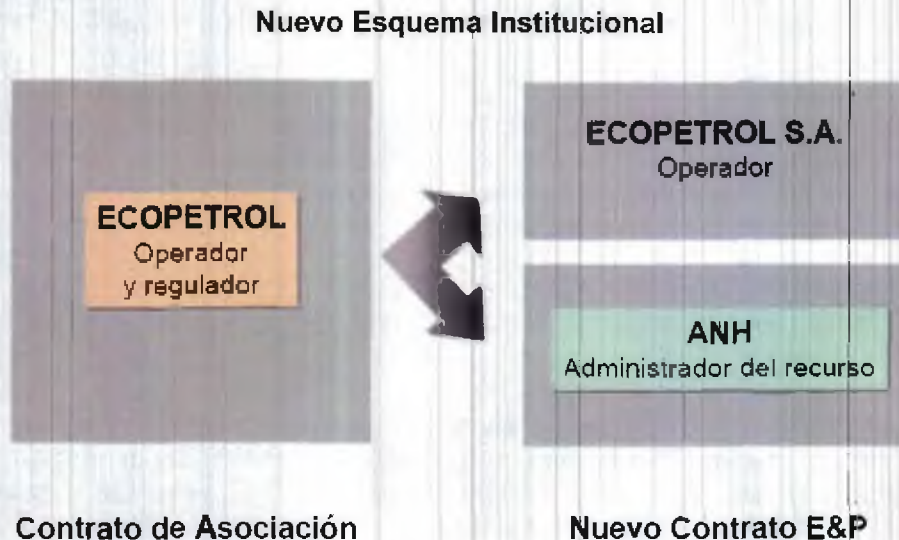 Nuevo Esquema Institucional
ECOPETROL
Operador
y regulador
ECOPETROL S.A.
Operador
ANH
Administrador del recurso
Contrato de Asociación
Nuevo Contrato E&P